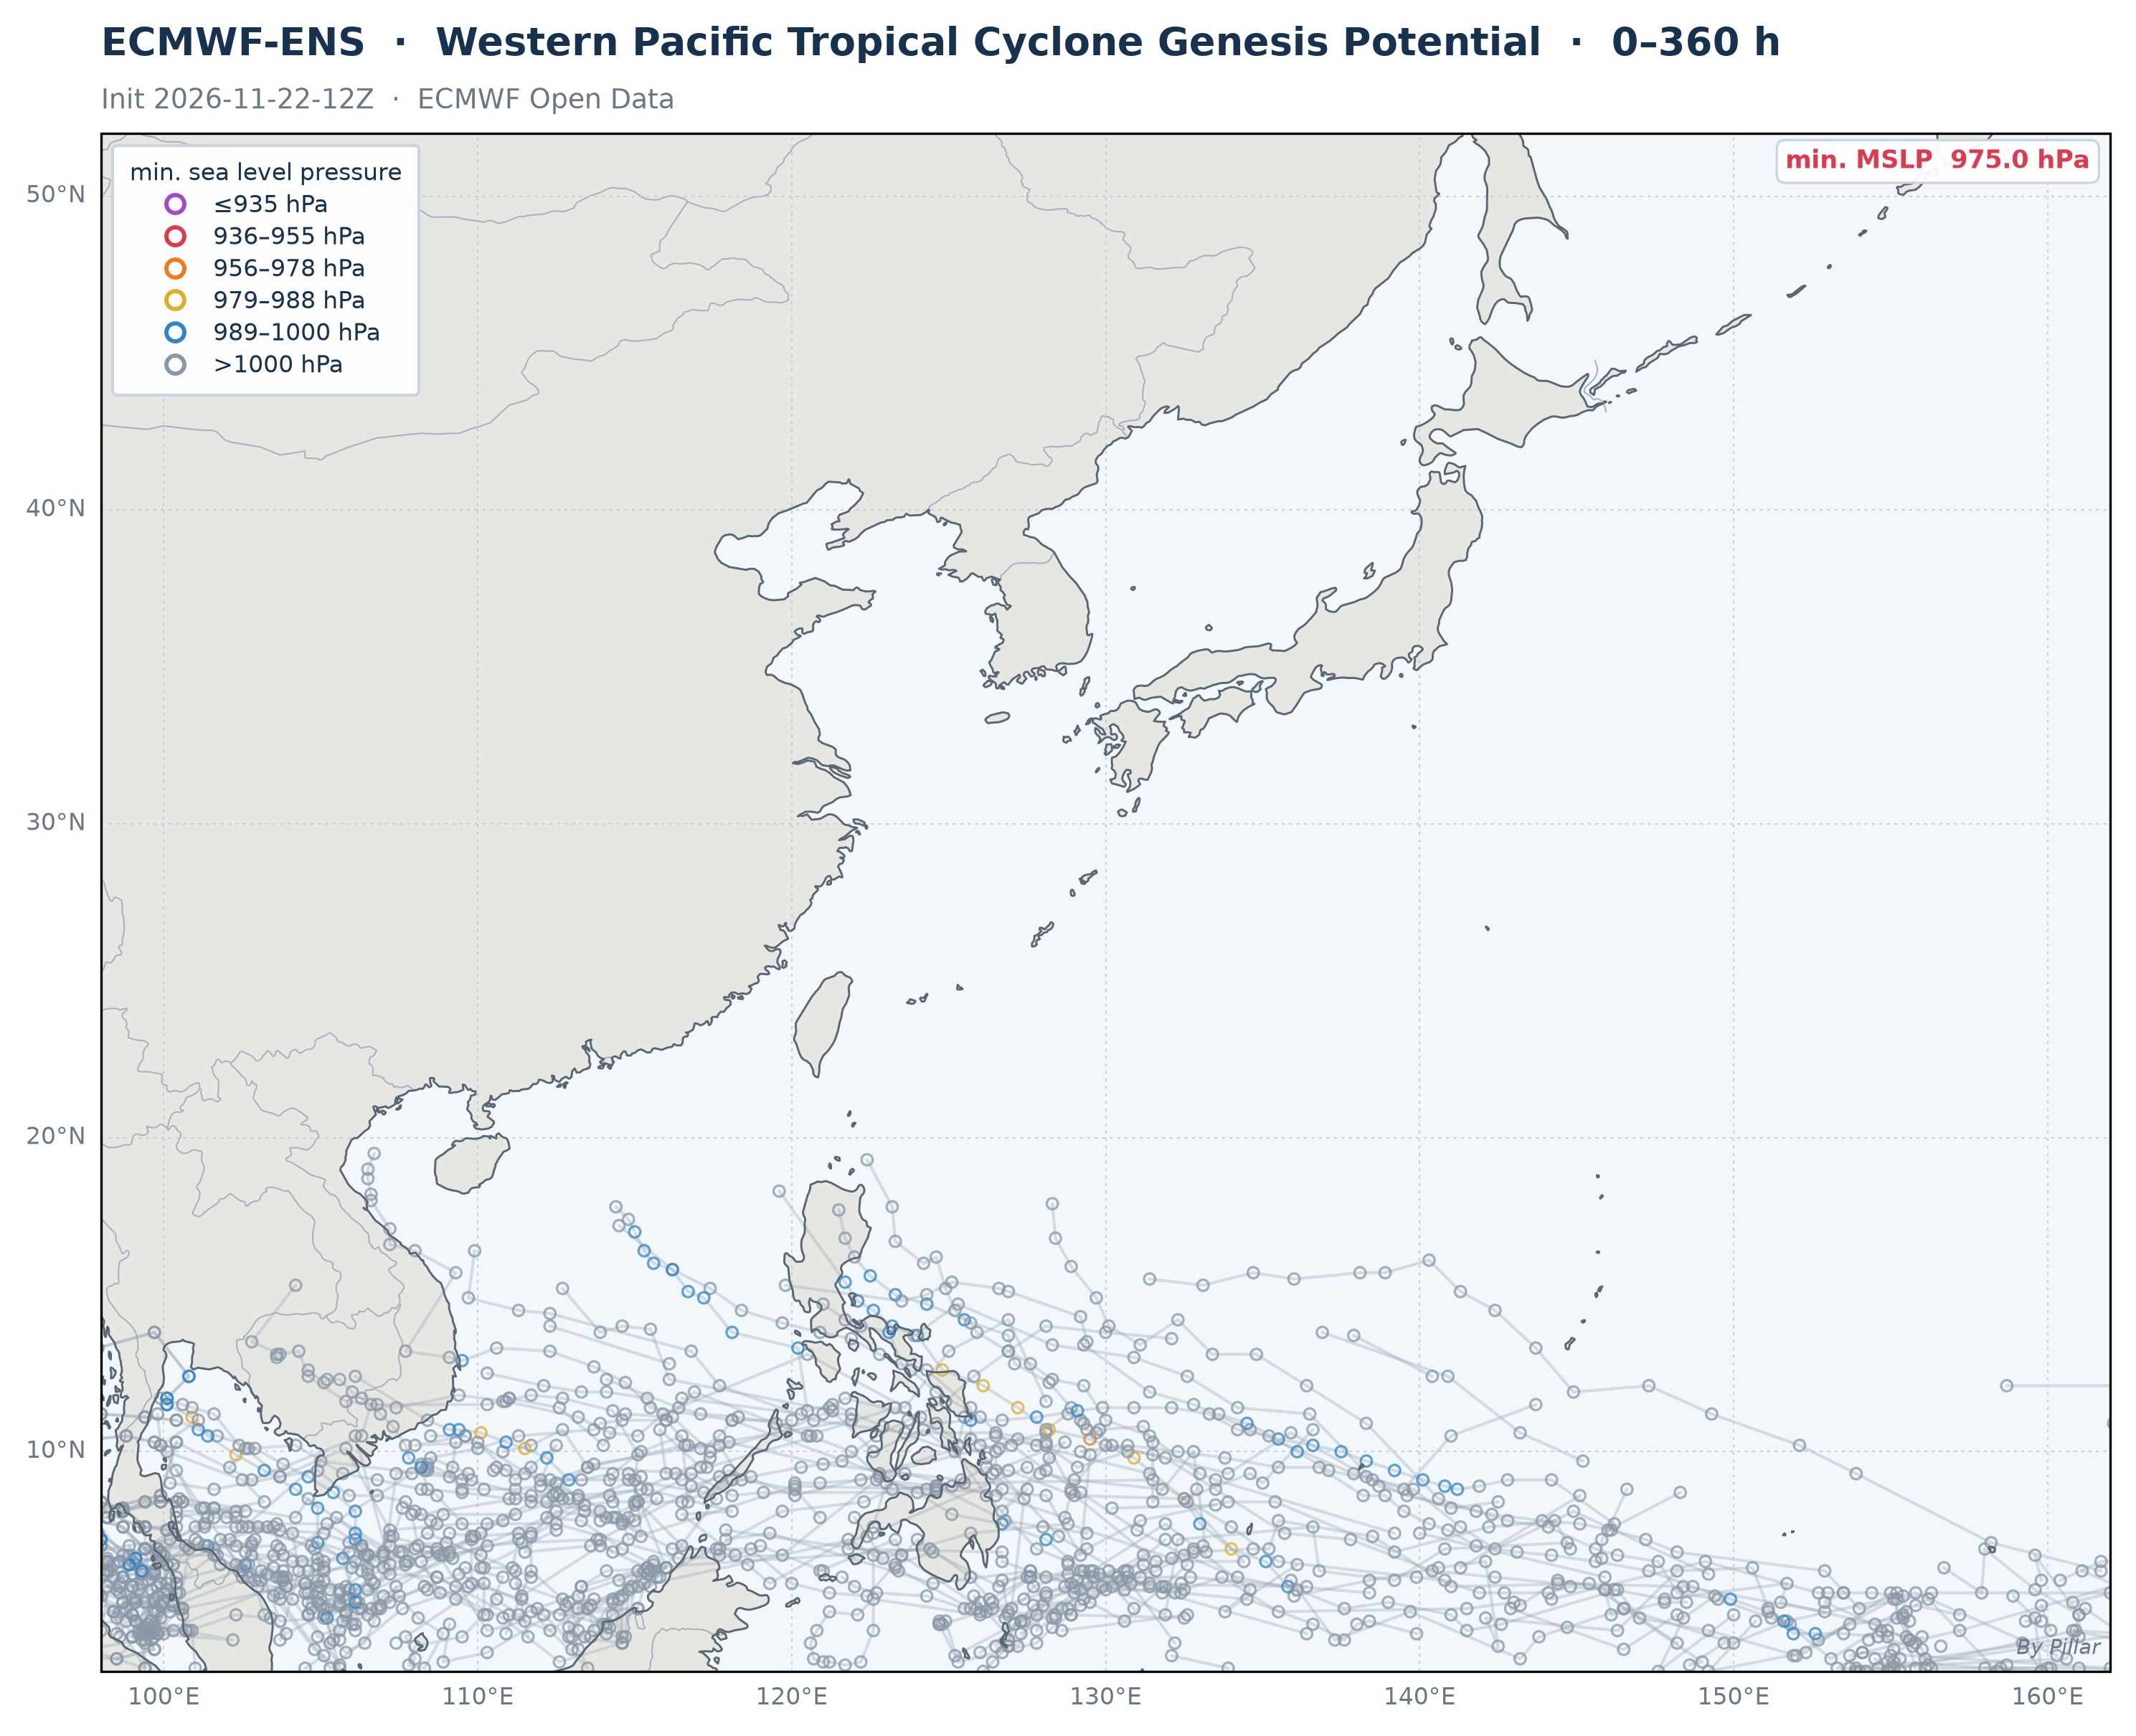 ECMWF-ENS · Western Pacific Tropical Cyclone Genesis Potential · 0–360 h
Init 2026-11-22-12Z · ECMWF Open Data
min. sea level pressure
≤935 hPa
936–955 hPa
956–978 hPa
979–988 hPa
989–1000 hPa
>1000 hPa
min. MSLP 975.0 hPa
50°N
40°N
30°N
20°N
10°N
By Pillar
100°E
110°E
120°E
130°E
140°E
150°E
160°E